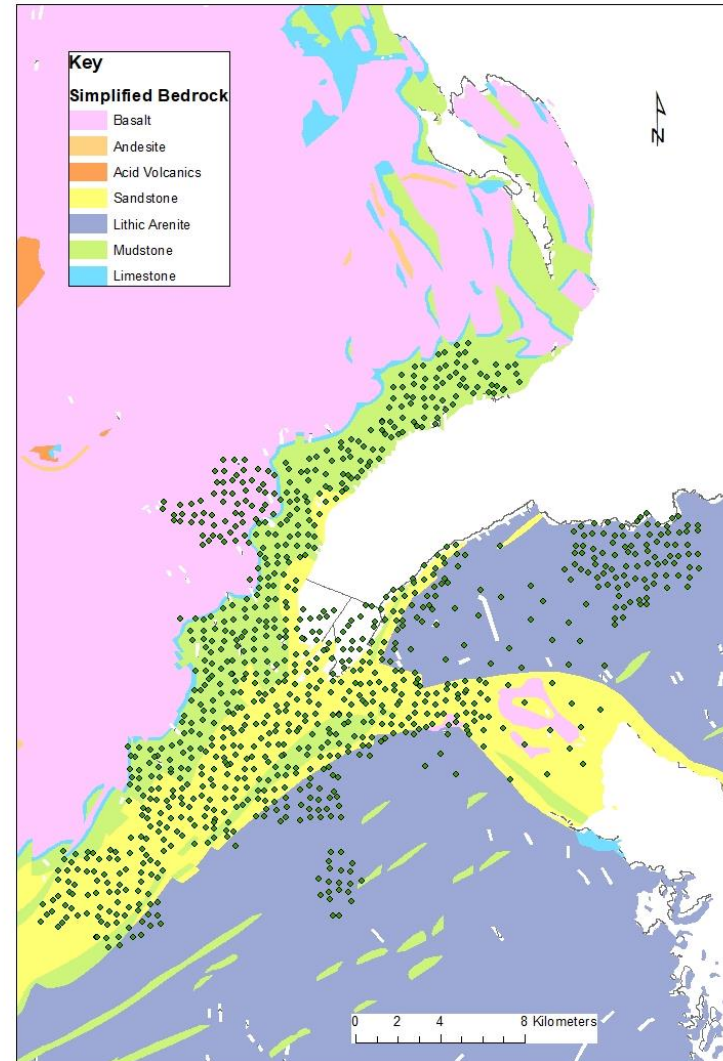 Key
Simplified Bedrock
Basalt
Andesite
Acid Volcanics
Sandstone
Lithic Arenite
Mudstone
Limestone
N
0 2 4 8 Kilometers